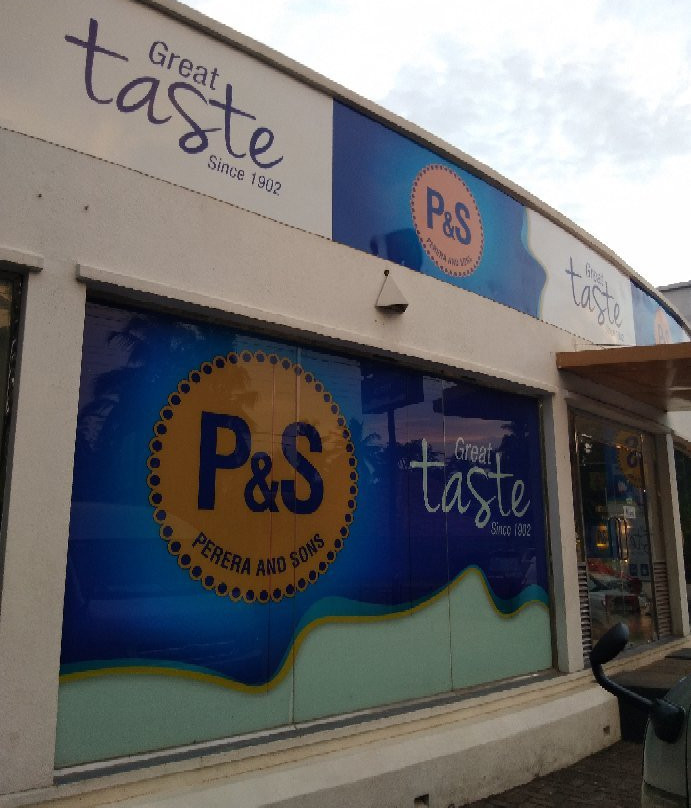 Great
taste
Since 1902
P&S
PERERA AND SONS
Great
taste
P&S
PERERA AND SONS
Great
taste
Since 1902